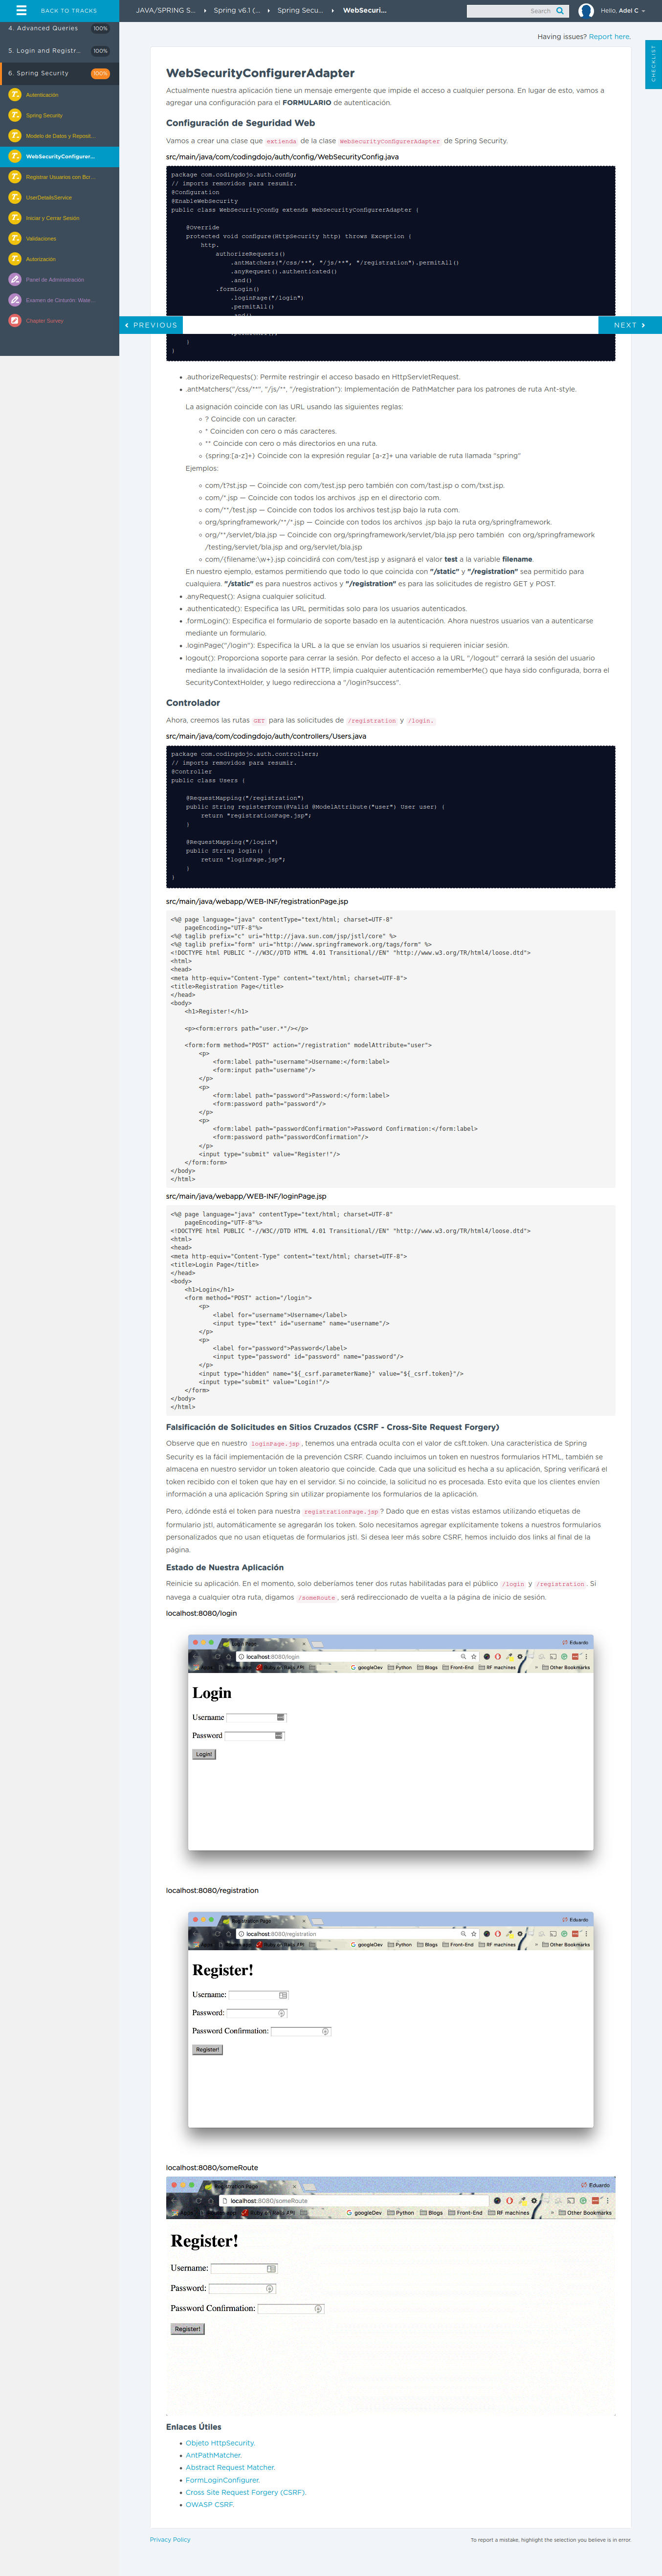 BACK TO TRACKS
JAVA/SPRING S...
Spring v6.1 (...
Spring Secu...
WebSecuri...
Search
Hello, Adel C
4. Advanced Queries 100%
5. Login and Registr... 100%
6. Spring Security 100%
Autenticación
Spring Security
Modelo de Datos y Reposit...
WebSecurityConfigurer...
Registrar Usuarios con Bcr...
UserDetailsService
Iniciar y Cerrar Sesión
Validaciones
Autorización
Panel de Administración
Examen de Cinturón: Wate...
Chapter Survey
Having issues? Report here.
CHECKLIST
WebSecurityConfigurerAdapter
Actualmente nuestra aplicación tiene un mensaje emergente que impide el acceso a cualquier persona. En lugar de esto, vamos a
agregar una configuración para el FORMULARIO de autenticación.
Configuración de Seguridad Web
Vamos a crear una clase que extienda de la clase WebSecurityConfigurerAdapter de Spring Security.
src/main/java/com/codingdojo/auth/config/WebSecurityConfig.java
package com.codingdojo.auth.config;
// imports removidos para resumir.
@Configuration
@EnableWebSecurity
public class WebSecurityConfig extends WebSecurityConfigurerAdapter {
@Override
protected void configure(HttpSecurity http) throws Exception {
http.
authorizeRequests()
.antMatchers("/css/**", "/js/**", "/registration").permitAll()
.anyRequest().authenticated()
.and()
.formLogin()
.loginPage("/login")
.permitAll()
.and()
PREVIOUS
NEXT
}
}
.authorizeRequests(): Permite restringir el acceso basado en HttpServletRequest.
.antMatchers("/css/**", "/js/**, "/registration"): Implementación de PathMatcher para los patrones de ruta Ant-style.
La asignación coincide con las URL usando las siguientes reglas:
? Coincide con un caracter.
* Coinciden con cero o más caracteres.
** Coincide con cero o más directorios en una ruta.
{spring:[a-z]+} Coincide con la expresión regular [a-z]+ una variable de ruta llamada "spring"
Ejemplos:
com/t?st.jsp — Coincide con com/test.jsp pero también con com/tast.jsp o com/txst.jsp.
com/*.jsp — Coincide con todos los archivos .jsp en el directorio com.
com/**/test.jsp — Coincide con todos los archivos test.jsp bajo la ruta com.
org/springframework/**/*.jsp — Coincide con todos los archivos .jsp bajo la ruta org/springframework.
org/**/servlet/bla.jsp — Coincide con org/springframework/servlet/bla.jsp pero también con org/springframework
/testing/servlet/bla.jsp and org/servlet/bla.jsp
com/{filename:\w+}.jsp coincidirá con com/test.jsp y asignará el valor test a la variable filename.
En nuestro ejemplo, estamos permitiendo que todo lo que coincida con "/static" y "/registration" sea permitido para
cualquiera. "/static" es para nuestros activos y "/registration" es para las solicitudes de registro GET y POST.
.anyRequest(): Asigna cualquier solicitud.
.authenticated(): Especifica las URL permitidas solo para los usuarios autenticados.
.formLogin(): Especifica el formulario de soporte basado en la autenticación. Ahora nuestros usuarios van a autenticarse
mediante un formulario.
.loginPage("/login"): Especifica la URL a la que se envían los usuarios si requieren iniciar sesión.
logout(): Proporciona soporte para cerrar la sesión. Por defecto el acceso a la URL "/logout" cerrará la sesión del usuario
mediante la invalidación de la sesión HTTP, limpia cualquier autenticación rememberMe() que haya sido configurada, borra el
SecurityContextHolder, y luego redirecciona a "/login?success".
Controlador
Ahora, creemos las rutas GET para las solicitudes de /registration y /login.
src/main/java/com/codingdojo/auth/controllers/Users.java
package com.codingdojo.auth.controllers;
// imports removidos para resumir.
@Controller
public class Users {
@RequestMapping("/registration")
public String registerForm(@Valid @ModelAttribute("user") User user) {
return "registrationPage.jsp";
}
@RequestMapping("/login")
public String login() {
return "loginPage.jsp";
}
}
src/main/java/webapp/WEB-INF/registrationPage.jsp
<%@ page language="java" contentType="text/html; charset=UTF-8"
pageEncoding="UTF-8"%>
<%@ taglib prefix="c" uri="http://java.sun.com/jsp/jstl/core" %>
<%@ taglib prefix="form" uri="http://www.springframework.org/tags/form" %>
<!DOCTYPE html PUBLIC "-//W3C//DTD HTML 4.01 Transitional//EN" "http://www.w3.org/TR/html4/loose.dtd">
<html>
<head>
<meta http-equiv="Content-Type" content="text/html; charset=UTF-8">
<title>Registration Page</title>
</head>
<body>
<h1>Register!</h1>
<p><form:errors path="user.*"/></p>
<form:form method="POST" action="/registration" modelAttribute="user">
<p>
<form:label path="username">Username:</form:label>
<form:input path="username"/>
</p>
<p>
<form:label path="password">Password:</form:label>
<form:password path="password"/>
</p>
<p>
<form:label path="passwordConfirmation">Password Confirmation:</form:label>
<form:password path="passwordConfirmation"/>
</p>
<input type="submit" value="Register!"/>
</form:form>
</body>
</html>
src/main/java/webapp/WEB-INF/loginPage.jsp
<%@ page language="java" contentType="text/html; charset=UTF-8"
pageEncoding="UTF-8"%>
<!DOCTYPE html PUBLIC "-//W3C//DTD HTML 4.01 Transitional//EN" "http://www.w3.org/TR/html4/loose.dtd">
<html>
<head>
<meta http-equiv="Content-Type" content="text/html; charset=UTF-8">
<title>Login Page</title>
</head>
<body>
<h1>Login</h1>
<form method="POST" action="/login">
<p>
<label for="username">Username</label>
<input type="text" id="username" name="username"/>
</p>
<p>
<label for="password">Password</label>
<input type="password" id="password" name="password"/>
</p>
<input type="hidden" name="${_csrf.parameterName}" value="${_csrf.token}"/>
<input type="submit" value="Login!"/>
</form>
</body>
</html>
Falsificación de Solicitudes en Sitios Cruzados (CSRF - Cross-Site Request Forgery)
Observe que en nuestro loginPage.jsp, tenemos una entrada oculta con el valor de csft.token. Una característica de Spring
Security es la fácil implementación de la prevención CSRF. Cuando incluimos un token en nuestros formularios HTML, también se
almacena en nuestro servidor un token aleatorio que coincide. Cada que una solicitud es hecha a su aplicación, Spring verificará el
token recibido con el token que hay en el servidor. Si no coincide, la solicitud no es procesada. Esto evita que los clientes envíen
información a una aplicación Spring sin utilizar propiamente los formularios de la aplicación.
Pero, ¿dónde está el token para nuestra registrationPage.jsp? Dado que en estas vistas estamos utilizando etiquetas de
formulario jstl, automáticamente se agregarán los token. Solo necesitamos agregar explícitamente tokens a nuestros formularios
personalizados que no usan etiquetas de formularios jstl. Si desea leer más sobre CSRF, hemos incluido dos links al final de la
página.
Estado de Nuestra Aplicación
Reinicie su aplicación. En el momento, solo deberíamos tener dos rutas habilitadas para el público /login y /registration. Si
navega a cualquier otra ruta, digamos /someRoute, será redireccionado de vuelta a la página de inicio de sesión.
localhost:8080/login
Eduardo
localhost:8080/login
googleDev
Python
Blogs
Front-End
RF machines
»
Other Bookmarks
Login
Username
Password
Login!
localhost:8080/registration
Registration Page
Eduardo
localhost:8080/registration
googleDev
Python
Blogs
Front-End
RF machines
»
Other Bookmarks
Register!
Username:
Password:
Password Confirmation:
Register!
localhost:8080/someRoute
Registration Page
Eduardo
localhost:8080/someRoute
googleDev
Python
Blogs
Front-End
RF machines
»
Other Bookmarks
Register!
Username:
Password:
Password Confirmation:
Register!
Enlaces Útiles
Objeto HttpSecurity.
AntPathMatcher.
Abstract Request Matcher.
FormLoginConfigurer.
Cross Site Request Forgery (CSRF).
OWASP CSRF.
Privacy Policy
To report a mistake, highlight the selection you believe is in error.